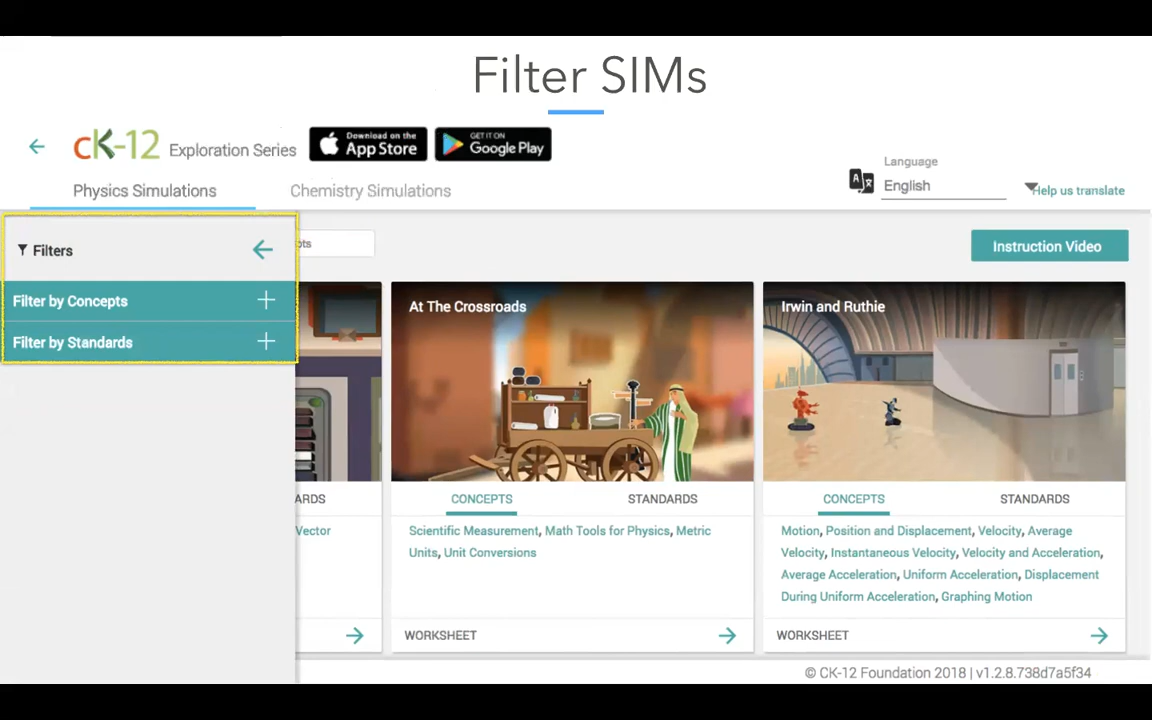 Filter SIMs
cK-12 Exploration Series
Download on the
App Store
GET IT ON
Google Play
Language
English
Help us translate
Physics Simulations
Chemistry Simulations
Filters
Filter by Concepts
Filter by Standards
Instruction Video
At The Crossroads
Irwin and Ruthie
ARDS
CONCEPTS
STANDARDS
CONCEPTS
STANDARDS
Vector
Scientific Measurement, Math Tools for Physics, Metric
Units, Unit Conversions
Motion, Position and Displacement, Velocity, Average
Velocity, Instantaneous Velocity, Velocity and Acceleration,
Average Acceleration, Uniform Acceleration, Displacement
During Uniform Acceleration, Graphing Motion
WORKSHEET
WORKSHEET
© CK-12 Foundation 2018 | v1.2.8.738d7a5f34